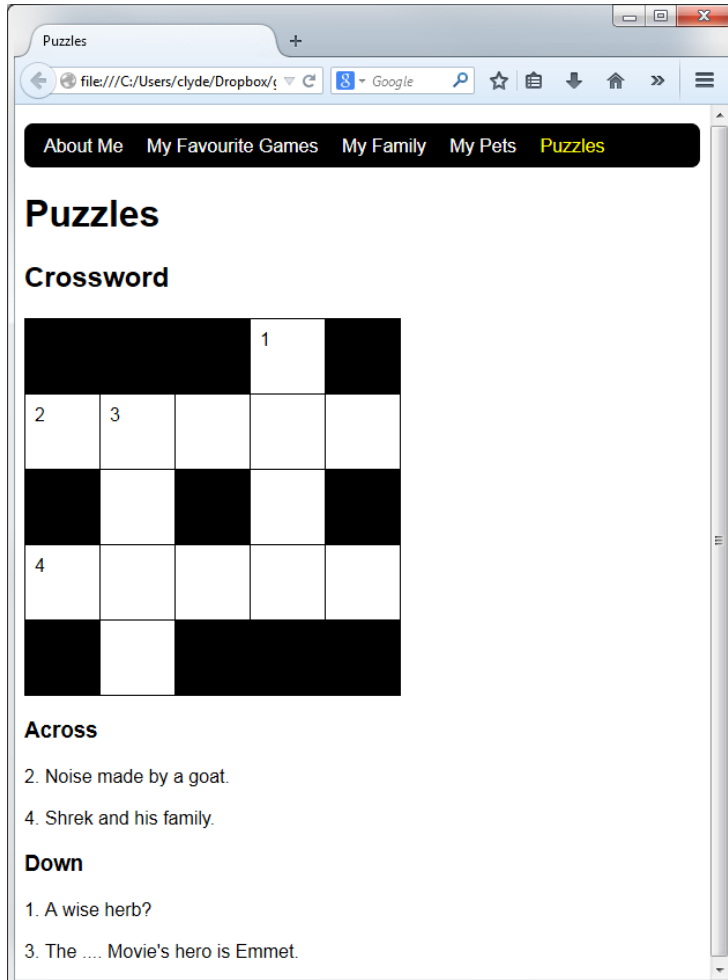 Puzzles
file:///C:/Users/clyde/Dropbox/g
8 Google
About Me My Favourite Games My Family My Pets Puzzles
Puzzles
Crossword
1
2 3
4
Across
2. Noise made by a goat.
4. Shrek and his family.
Down
1. A wise herb?
3. The .... Movie's hero is Emmet.